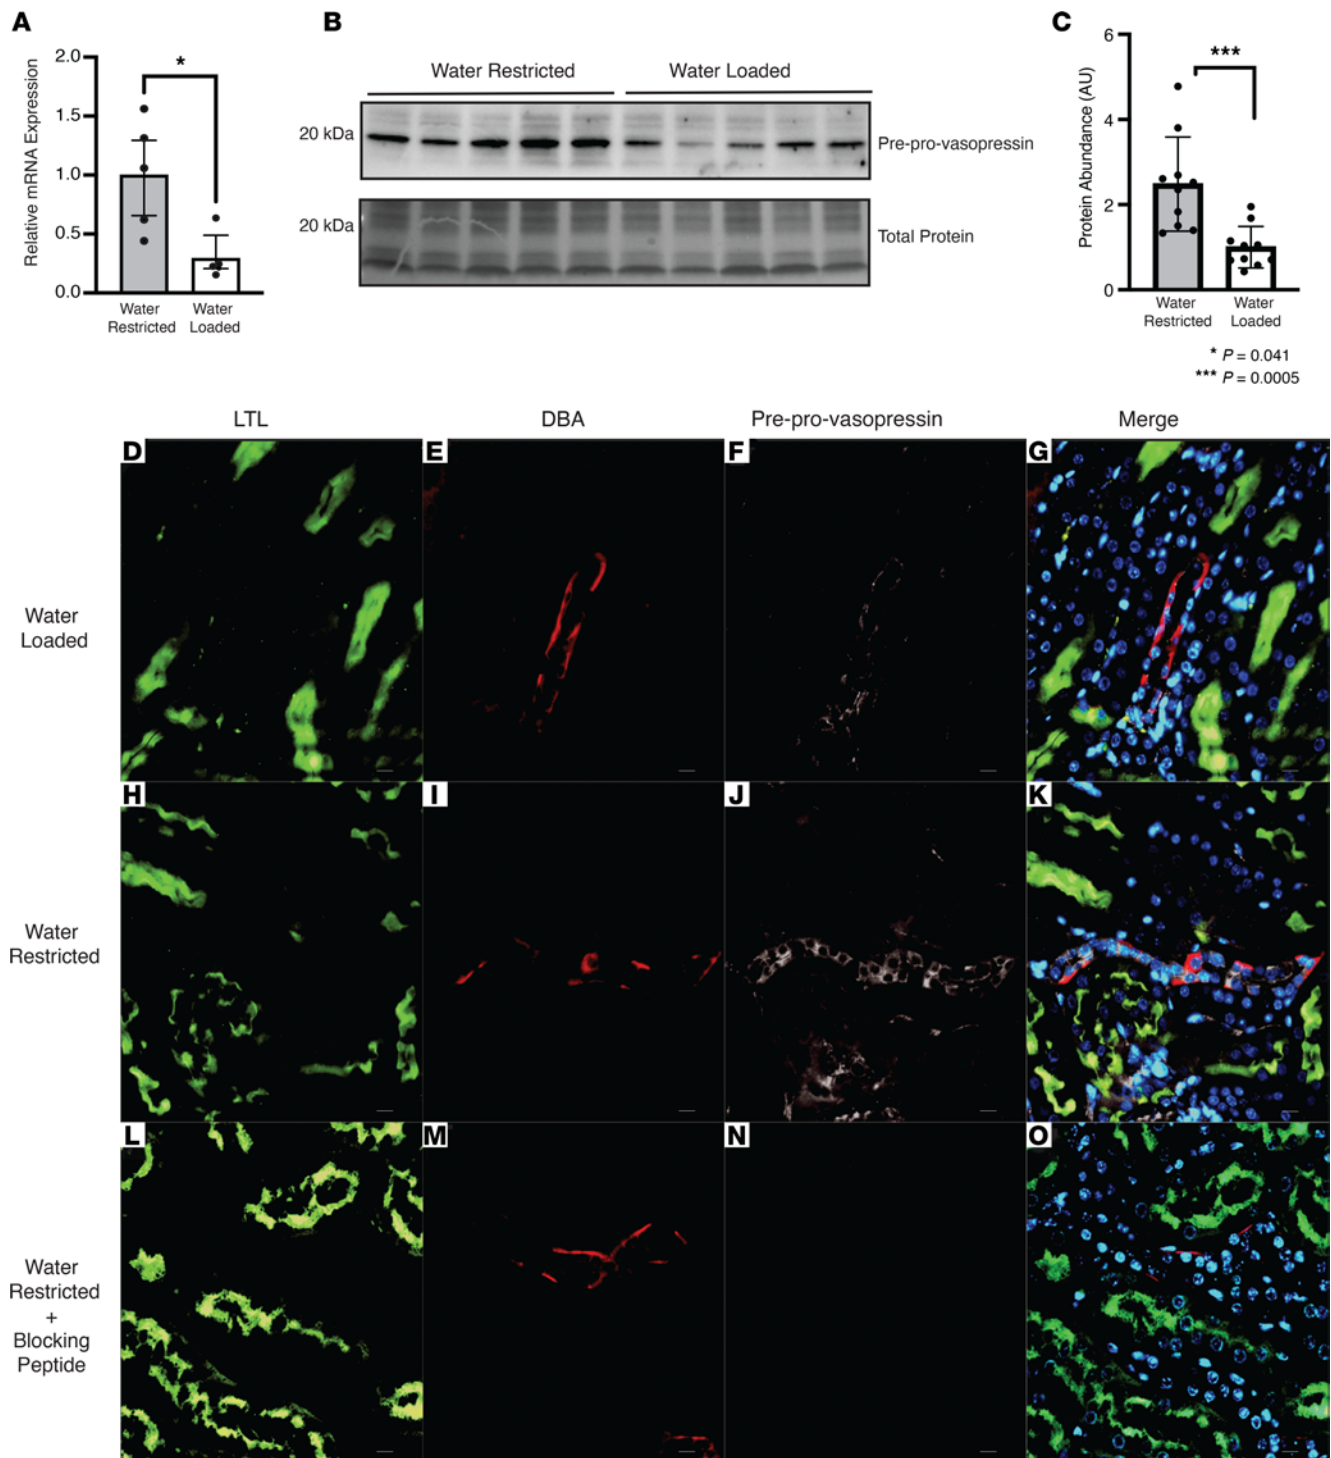 A
B
C
2.0
1.5
1.0
0.5
0.0
Relative mRNA Expression
*
Water
Restricted
Water
Loaded
Water Restricted
Water Loaded
20 kDa
Pre-pro-vasopressin
20 kDa
Total Protein
6
4
2
0
Protein Abundance (AU)
***
Water
Restricted
Water
Loaded
* P = 0.041
*** P = 0.0005
LTL
DBA
Pre-pro-vasopressin
Merge
D
E
F
G
Water
Loaded
H
I
J
K
Water
Restricted
L
M
N
O
Water
Restricted
+
Blocking
Peptide